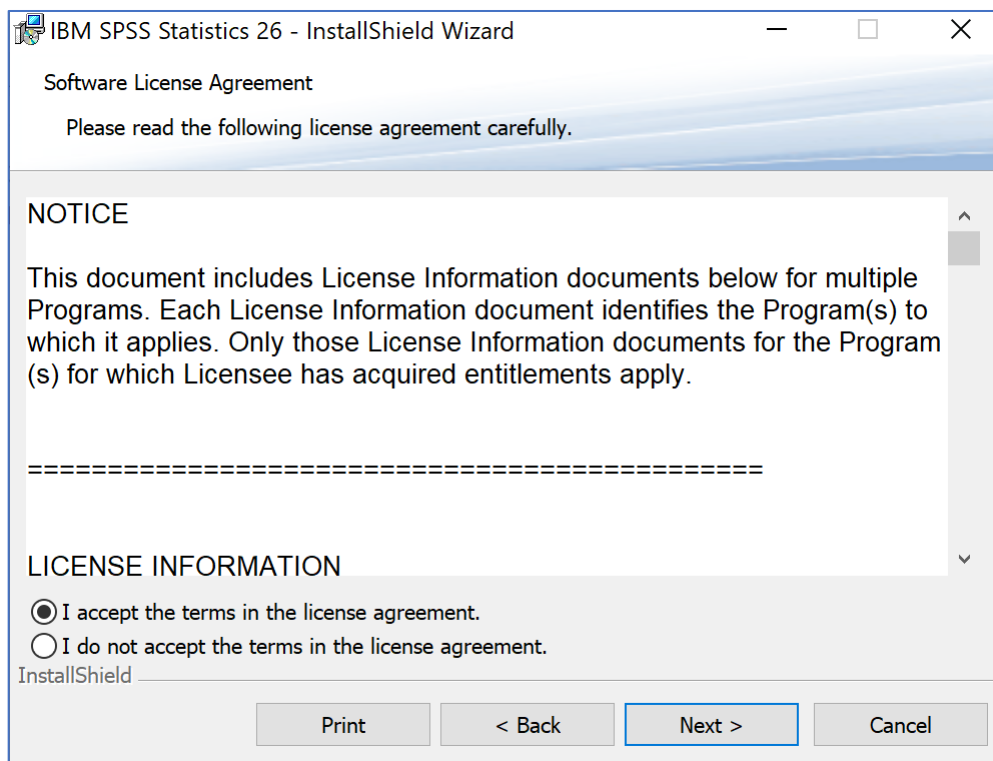 IBM SPSS Statistics 26 - InstallShield Wizard
Software License Agreement
Please read the following license agreement carefully.
NOTICE
This document includes License Information documents below for multiple
Programs. Each License Information document identifies the Program(s) to
which it applies. Only those License Information documents for the Program
(s) for which Licensee has acquired entitlements apply.
==============================================
LICENSE INFORMATION
I accept the terms in the license agreement.
I do not accept the terms in the license agreement.
InstallShield
Print
< Back
Next >
Cancel